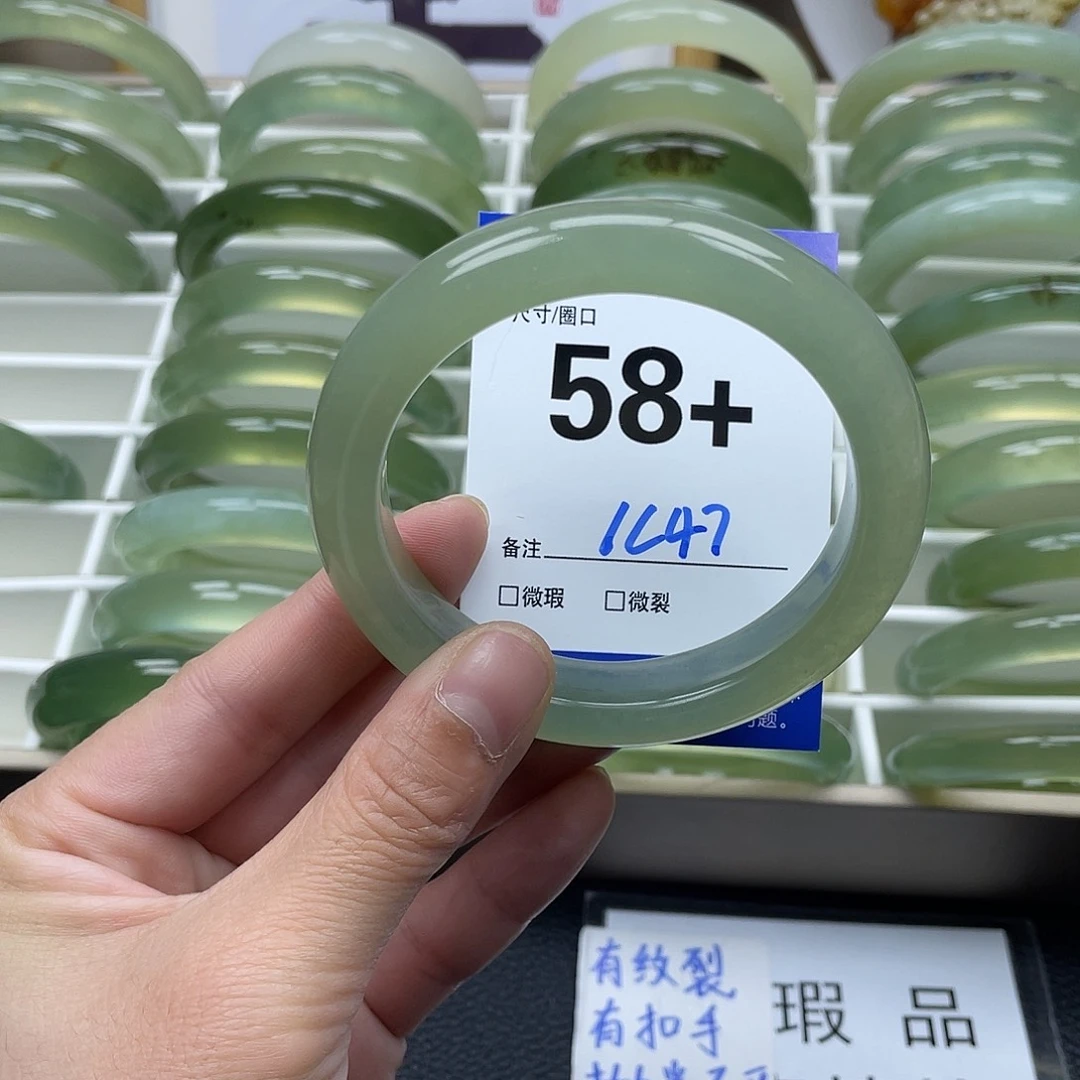 尺寸/圈口
58+
备注 1C47
□微瑕 □微裂
题。
有纹裂
有扣手
瑕 品